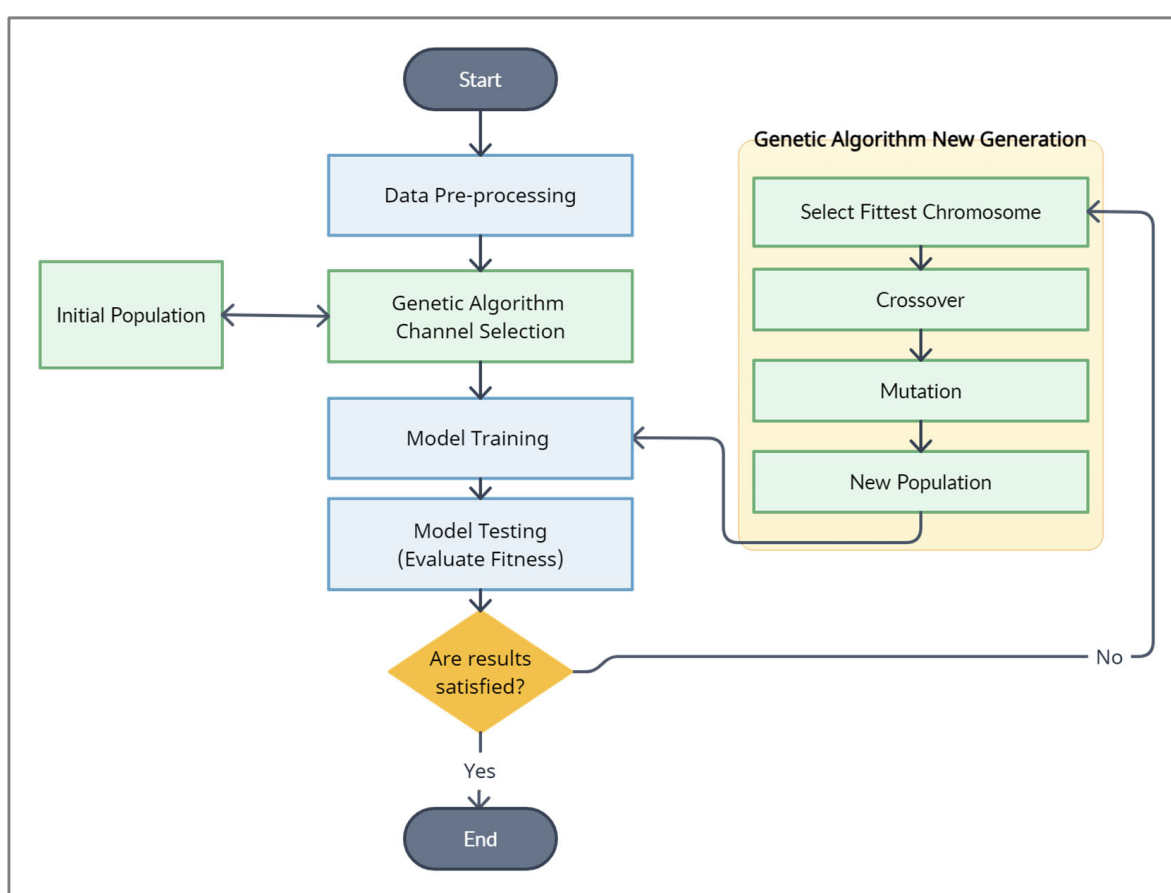 Start
Data Pre-processing
Initial Population
Genetic Algorithm
Channel Selection
Model Training
Model Testing
(Evaluate Fitness)
Are results
satisfied?
Yes
End
No
Genetic Algorithm New Generation
Select Fittest Chromosome
Crossover
Mutation
New Population